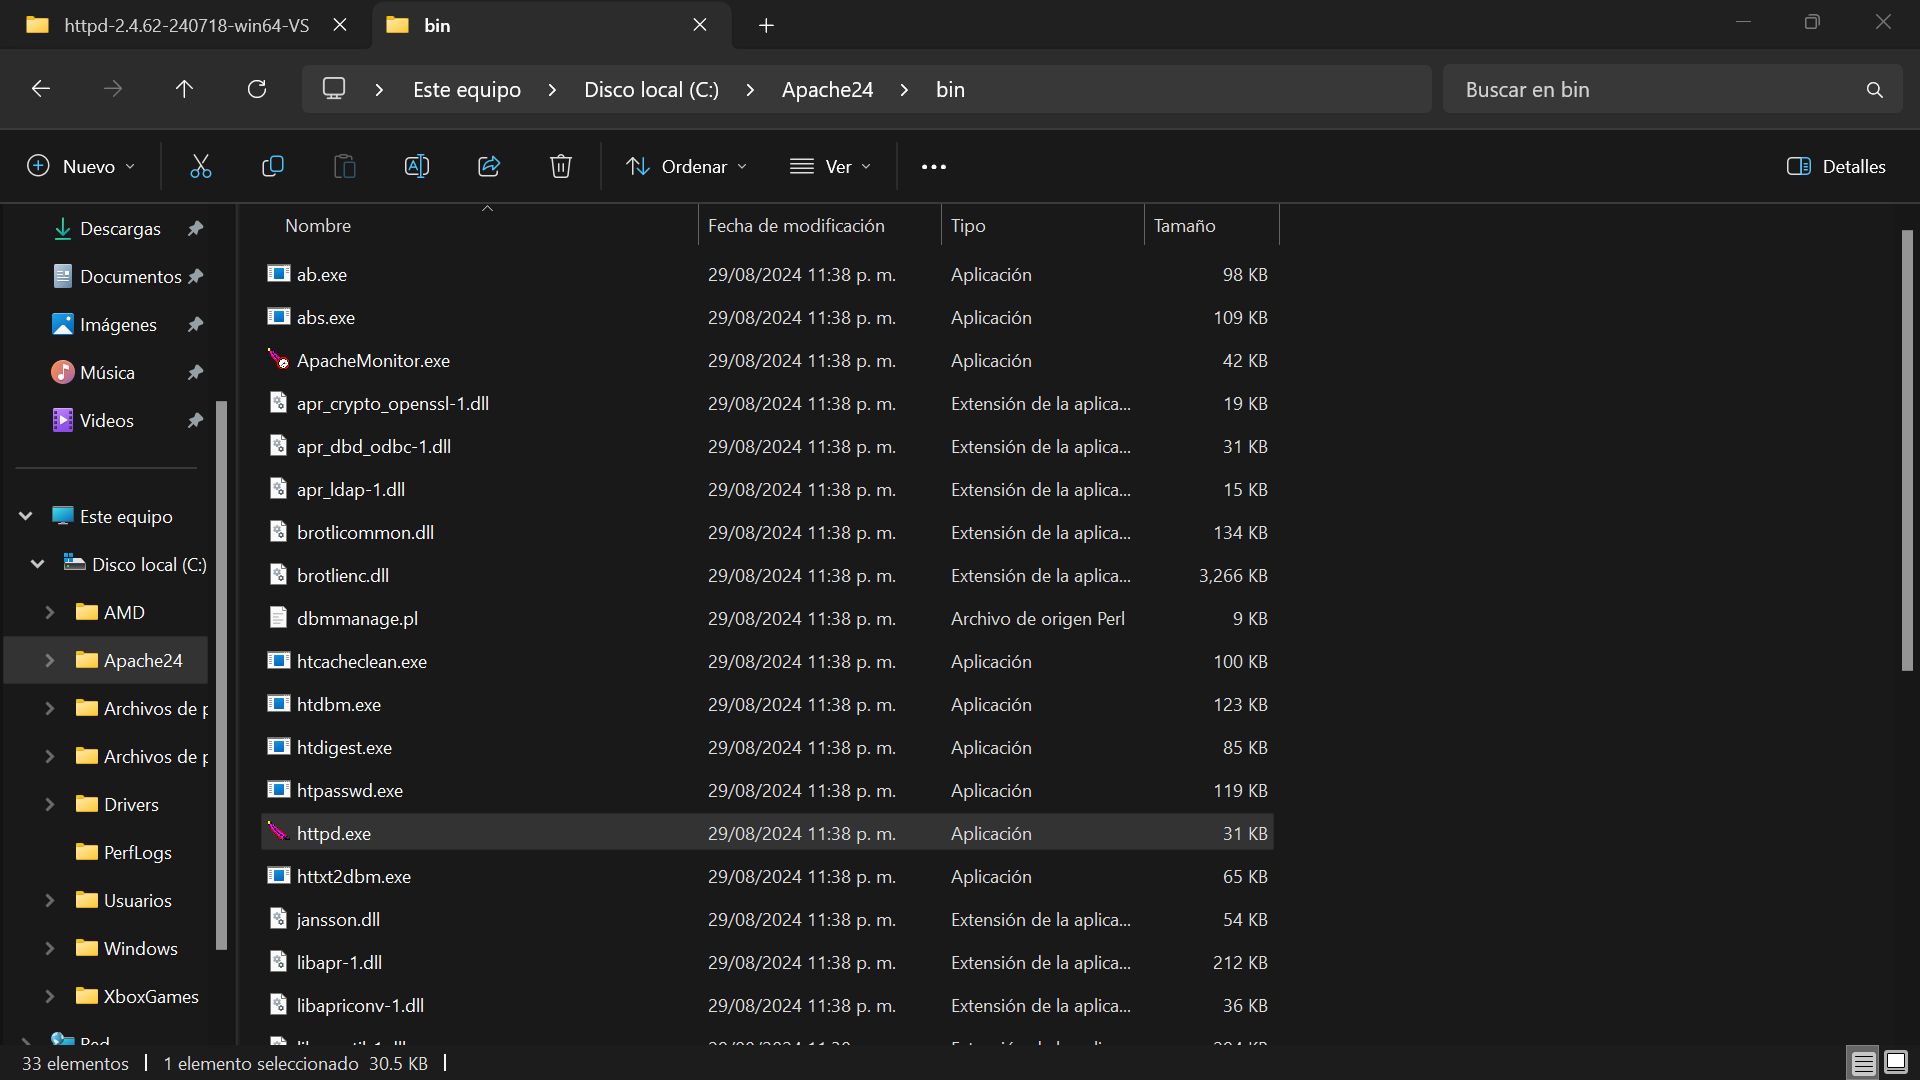 httpd-2.4.62-240718-win64-VS
bin
Este equipo
Disco local (C:)
Apache24
bin
Buscar en bin
Nuevo
Ordenar
Ver
Detalles
Descargas
Documentos
Imágenes
Música
Videos
Este equipo
Disco local (C:)
AMD
Apache24
Archivos de p
Archivos de p
Drivers
PerfLogs
Usuarios
Windows
XboxGames
Red
Nombre Fecha de modificación Tipo Tamaño
ab.exe 29/08/2024 11:38 p. m. Aplicación 98 KB
abs.exe 29/08/2024 11:38 p. m. Aplicación 109 KB
ApacheMonitor.exe 29/08/2024 11:38 p. m. Aplicación 42 KB
apr_crypto_openssl-1.dll 29/08/2024 11:38 p. m. Extensión de la aplica... 19 KB
apr_dbd_odbc-1.dll 29/08/2024 11:38 p. m. Extensión de la aplica... 31 KB
apr_ldap-1.dll 29/08/2024 11:38 p. m. Extensión de la aplica... 15 KB
brotlicommon.dll 29/08/2024 11:38 p. m. Extensión de la aplica... 134 KB
brotlienc.dll 29/08/2024 11:38 p. m. Extensión de la aplica... 3,266 KB
dbmmanage.pl 29/08/2024 11:38 p. m. Archivo de origen Perl 9 KB
htcacheclean.exe 29/08/2024 11:38 p. m. Aplicación 100 KB
htdbm.exe 29/08/2024 11:38 p. m. Aplicación 123 KB
htdigest.exe 29/08/2024 11:38 p. m. Aplicación 85 KB
htpasswd.exe 29/08/2024 11:38 p. m. Aplicación 119 KB
httpd.exe 29/08/2024 11:38 p. m. Aplicación 31 KB
httxt2dbm.exe 29/08/2024 11:38 p. m. Aplicación 65 KB
jansson.dll 29/08/2024 11:38 p. m. Extensión de la aplica... 54 KB
libapr-1.dll 29/08/2024 11:38 p. m. Extensión de la aplica... 212 KB
libapriconv-1.dll 29/08/2024 11:38 p. m. Extensión de la aplica... 36 KB
33 elementos
1 elemento seleccionado 30.5 KB